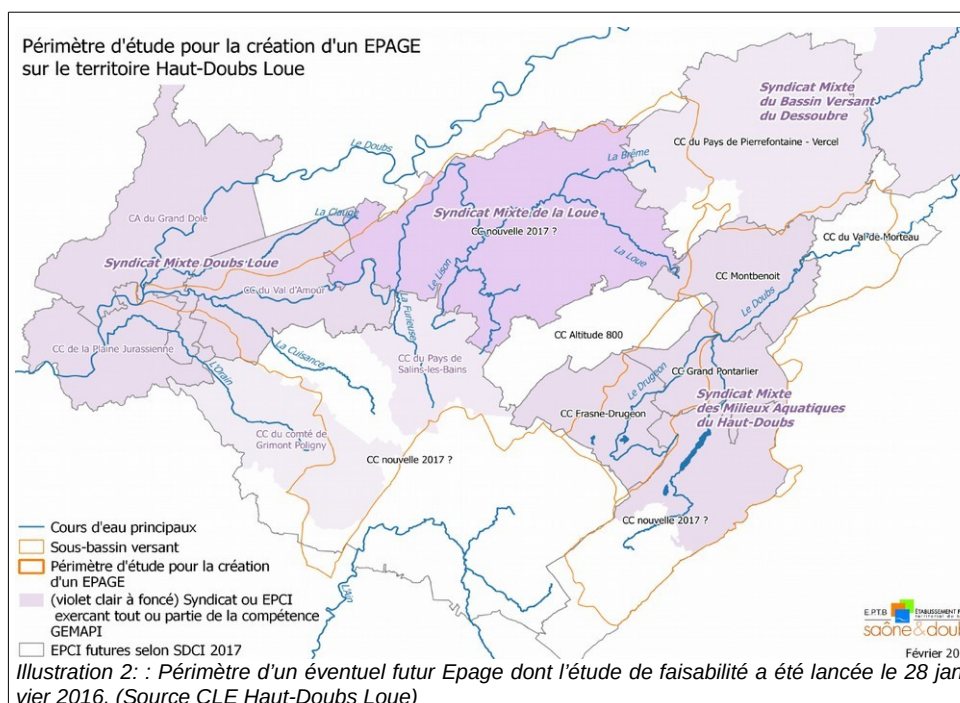 Périmètre d'étude pour la création d'un EPAGE
sur le territoire Haut-Doubs Loue
Syndicat Mixte
du Bassin Versant
du Dessoubre
CC du Pays de Pierrefontaine - Vercel
Le Doubs
La Brême
CA du Grand Dole
La Clauge
Syndicat Mixte de la Loue
CC nouvelle 2017 ?
CC du Val de Morteau
Syndicat Mixte Doubs Loue
Le Lison
La Loue
CC Montbenoit
CC du Val d'Amour
La Furieuse
Le Doubs
CC Altitude 800
CC de la Plaine Jurassienne
La Cuisance
CC du Pays de
Salins-les-Bains
L'Orain
Le Drugeon
CC Grand Pontarlier
CC Frasne-Drugeon
Syndicat Mixte
des Milieux Aquatiques
du Haut-Doubs
CC du comté de
Grimont Poligny
CC nouvelle 2017 ?
CC nouvelle 2017 ?
L'Ain
Cours d'eau principaux
Sous-bassin versant
Périmètre d'étude pour la création
d'un EPAGE
(violet clair à foncé) Syndicat ou EPCI
exercant tout ou partie de la compétence
GEMAPI
EPCI futures selon SDCI 2017
E.P.T.B
saône & doub
Février 20
Illustration 2: : Périmètre d'un éventuel futur Epage dont l'étude de faisabilité a été lancée le 28 jan
vier 2016. (Source CLE Haut-Doubs Loue)